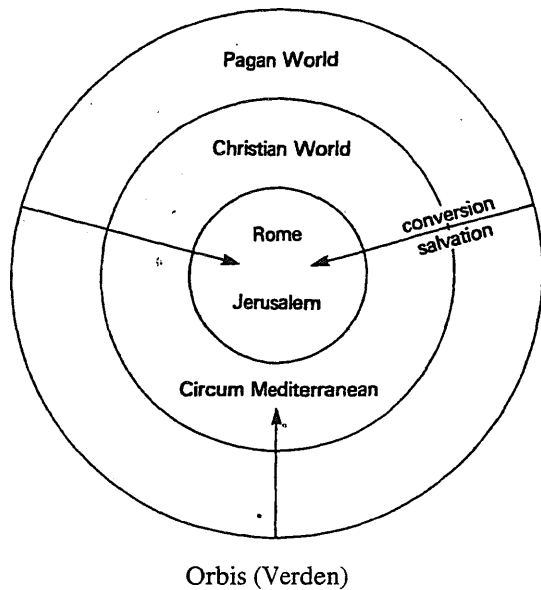 Pagan World
Christian World
conversion
salvation
Rome
Jerusalem
Circum Mediterranean
Orbis (Verden)